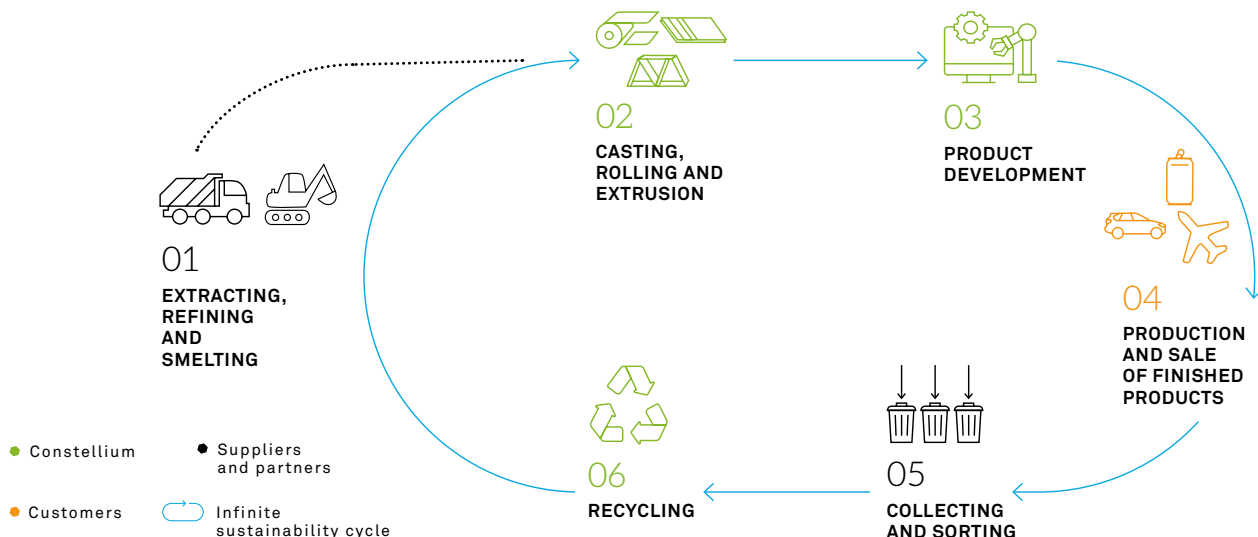 01
EXTRACTING,
REFINING
AND
SMELTING
02
CASTING,
ROLLING AND
EXTRUSION
03
PRODUCT
DEVELOPMENT
04
PRODUCTION
AND SALE
OF FINISHED
PRODUCTS
05
COLLECTING
AND SORTING
06
RECYCLING
Constellium
Suppliers
and partners
Customers
Infinite
sustainability cycle